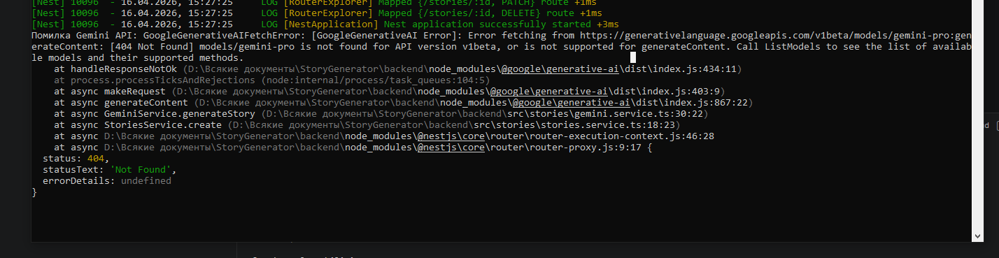 [Nest] 10096  - 16.04.2026, 15:27:25     LOG [RouterExplorer] Mapped {/stories/:id, PATCH} route +1ms
[Nest] 10096  - 16.04.2026, 15:27:25     LOG [RouterExplorer] Mapped {/stories/:id, DELETE} route +1ms
[Nest] 10096  - 16.04.2026, 15:27:25     LOG [NestApplication] Nest application successfully started +3ms
Помилка Gemini API: GoogleGenerativeAIFetchError: [GoogleGenerativeAI Error]: Error fetching from https://generativelanguage.googleapis.com/v1beta/models/gemini-pro:gen
erateContent: [404 Not Found] models/gemini-pro is not found for API version v1beta, or is not supported for generateContent. Call ListModels to see the list of availab
le models and their supported methods.
    at handleResponseNotOk (D:\Всякие документы\StoryGenerator\backend\node_modules\@google\generative-ai\dist\index.js:434:11)
    at process.processTicksAndRejections (node:internal/process/task_queues:104:5)
    at async makeRequest (D:\Всякие документы\StoryGenerator\backend\node_modules\@google\generative-ai\dist\index.js:403:9)
    at async generateContent (D:\Всякие документы\StoryGenerator\backend\node_modules\@google\generative-ai\dist\index.js:867:22)
    at async GeminiService.generateStory (D:\Всякие документы\StoryGenerator\backend\src\stories\gemini.service.ts:30:22)
    at async StoriesService.create (D:\Всякие документы\StoryGenerator\backend\src\stories\stories.service.ts:18:23)
    at async D:\Всякие документы\StoryGenerator\backend\node_modules\@nestjs\core\router\router-execution-context.js:46:28
    at async D:\Всякие документы\StoryGenerator\backend\node_modules\@nestjs\core\router\router-proxy.js:9:17 {
  status: 404,
  statusText: 'Not Found',
  errorDetails: undefined
}